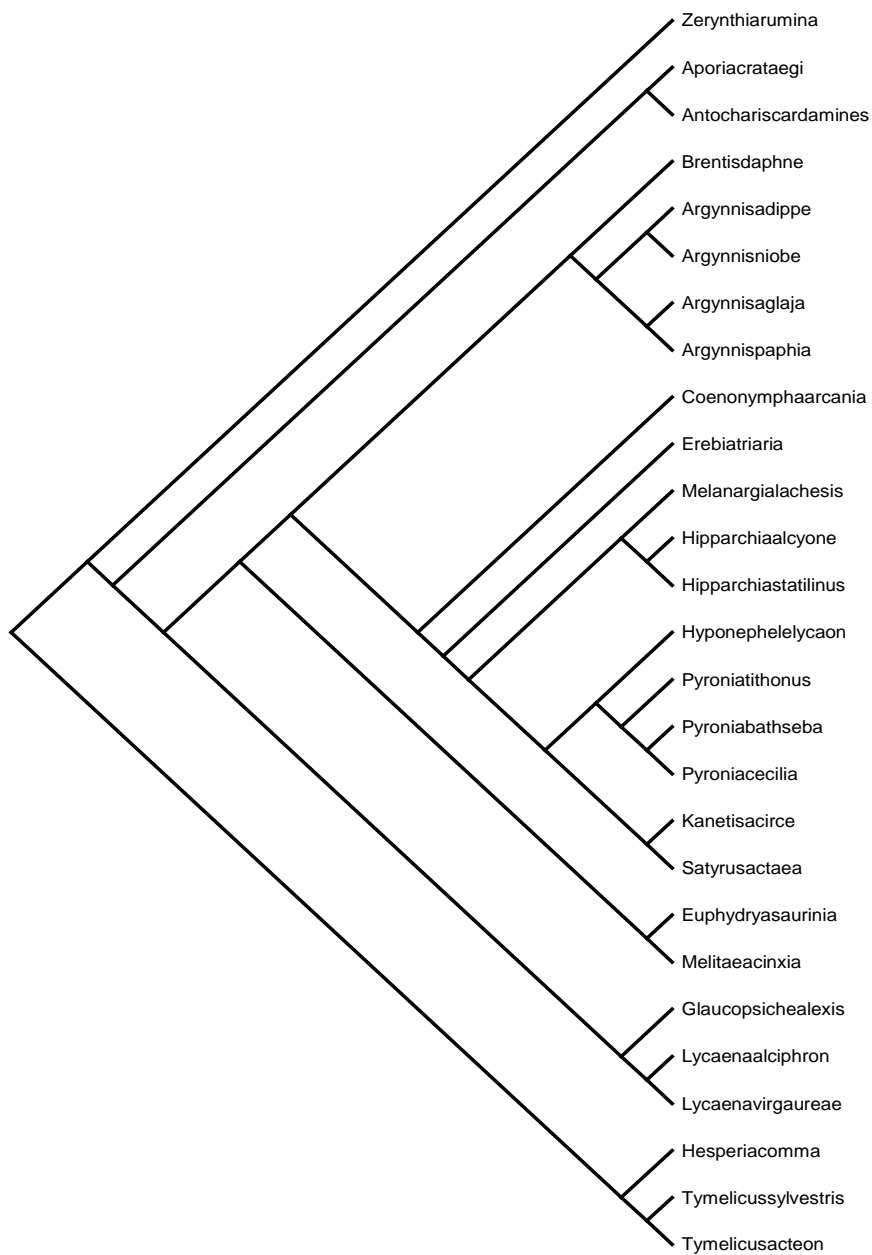 Zerynthiarumina
Aporiacrataegi
Antochariscardamines
Brentisdaphne
Argynnisadippe
Argynnisniobe
Argynnisaglaja
Argynnispaphia
Coenonymphaarcania
Erebiatriaria
Melanargialachesis
Hipparchiaalcyone
Hipparchiastatilinus
Hyponephelelycaon
Pyroniatithonus
Pyroniabathseba
Pyroniacecilia
Kanetisacirce
Satyrusactaea
Euphydryasaurinia
Melitaeacinxia
Glaucopsichealexis
Lycaenaalciphron
Lycaenavirgaureae
Hesperiacomma
Tymelicussylvestris
Tymelicusacteon